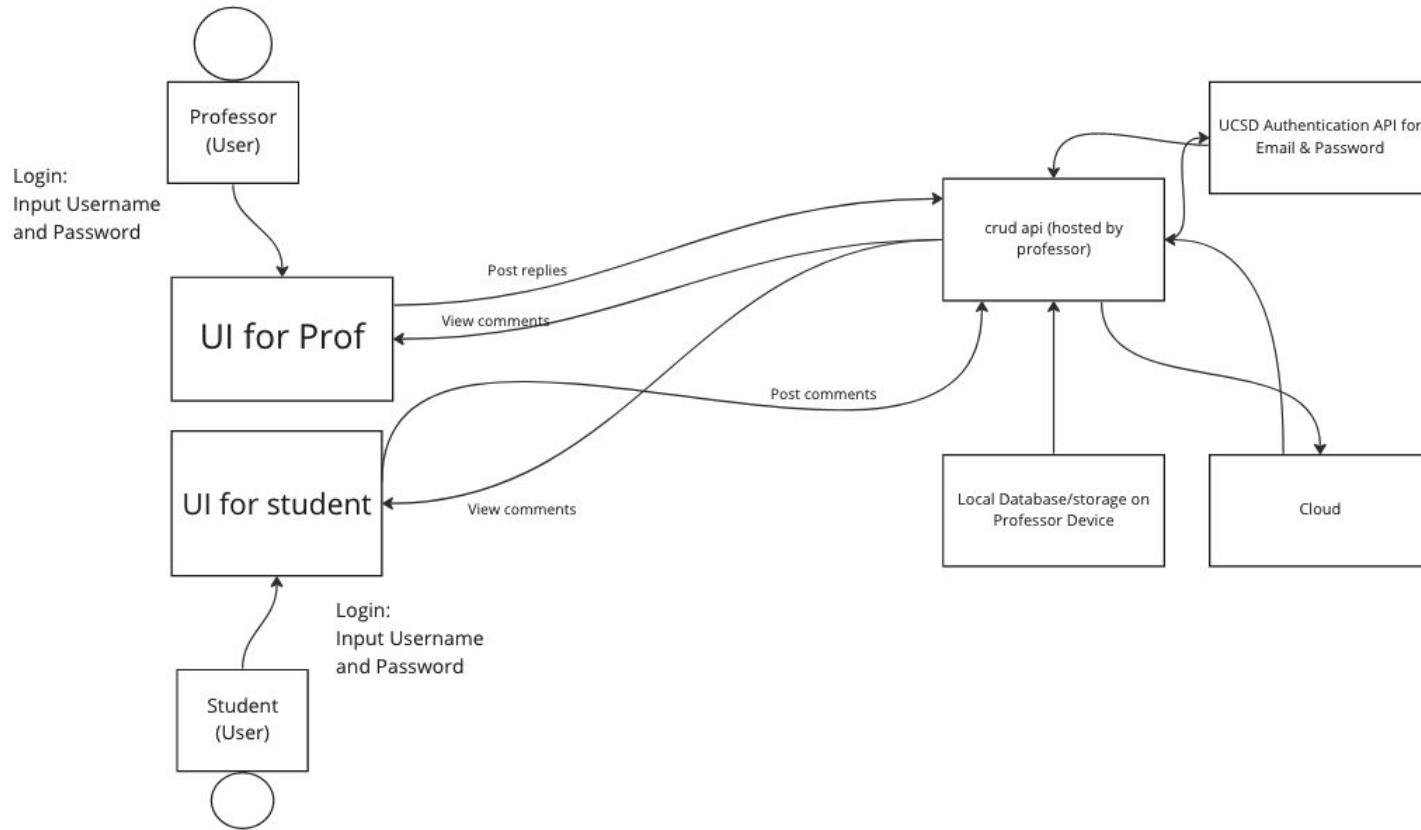 Professor
(User)
Login:
Input Username
and Password
UI for Prof
Post replies
View comments
crud api (hosted by
professor)
UCSD Authentication API for
Email & Password
UI for student
Post comments
View comments
Local Database/storage on
Professor Device
Cloud
Login:
Input Username
and Password
Student
(User)